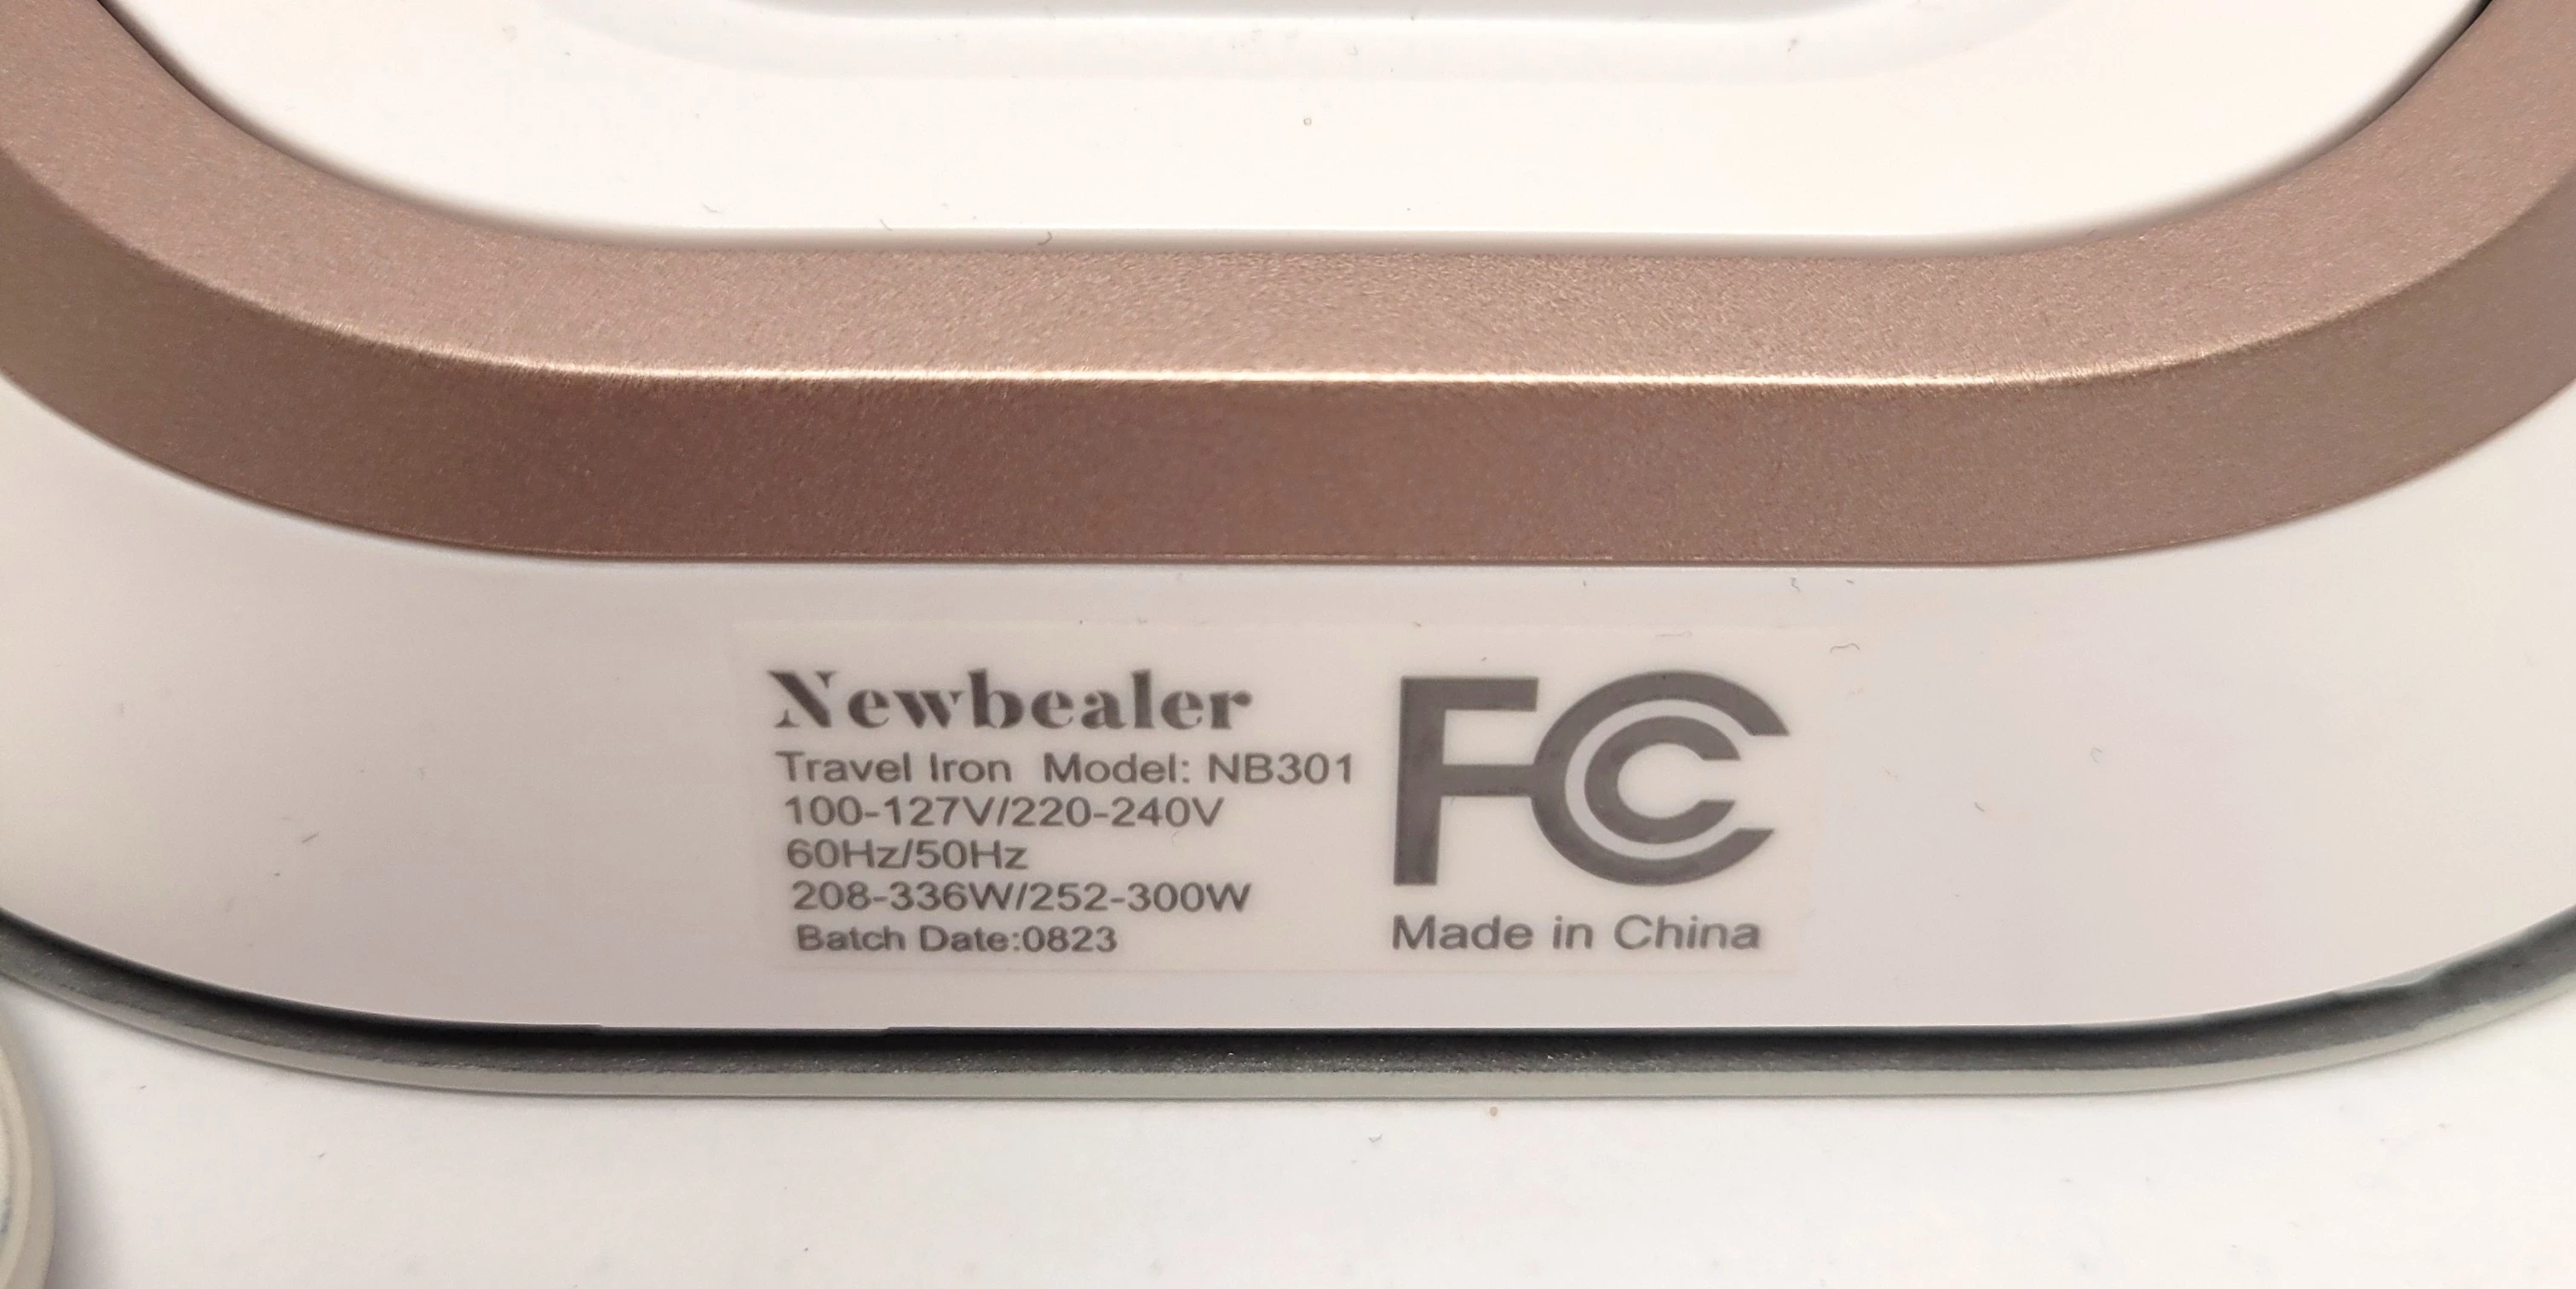 Newbealer
Travel Iron Model: NB301
100-127V/220-240V
60Hz/50Hz
208-336W/252-300W
Batch Date:0823
FC
Made in China